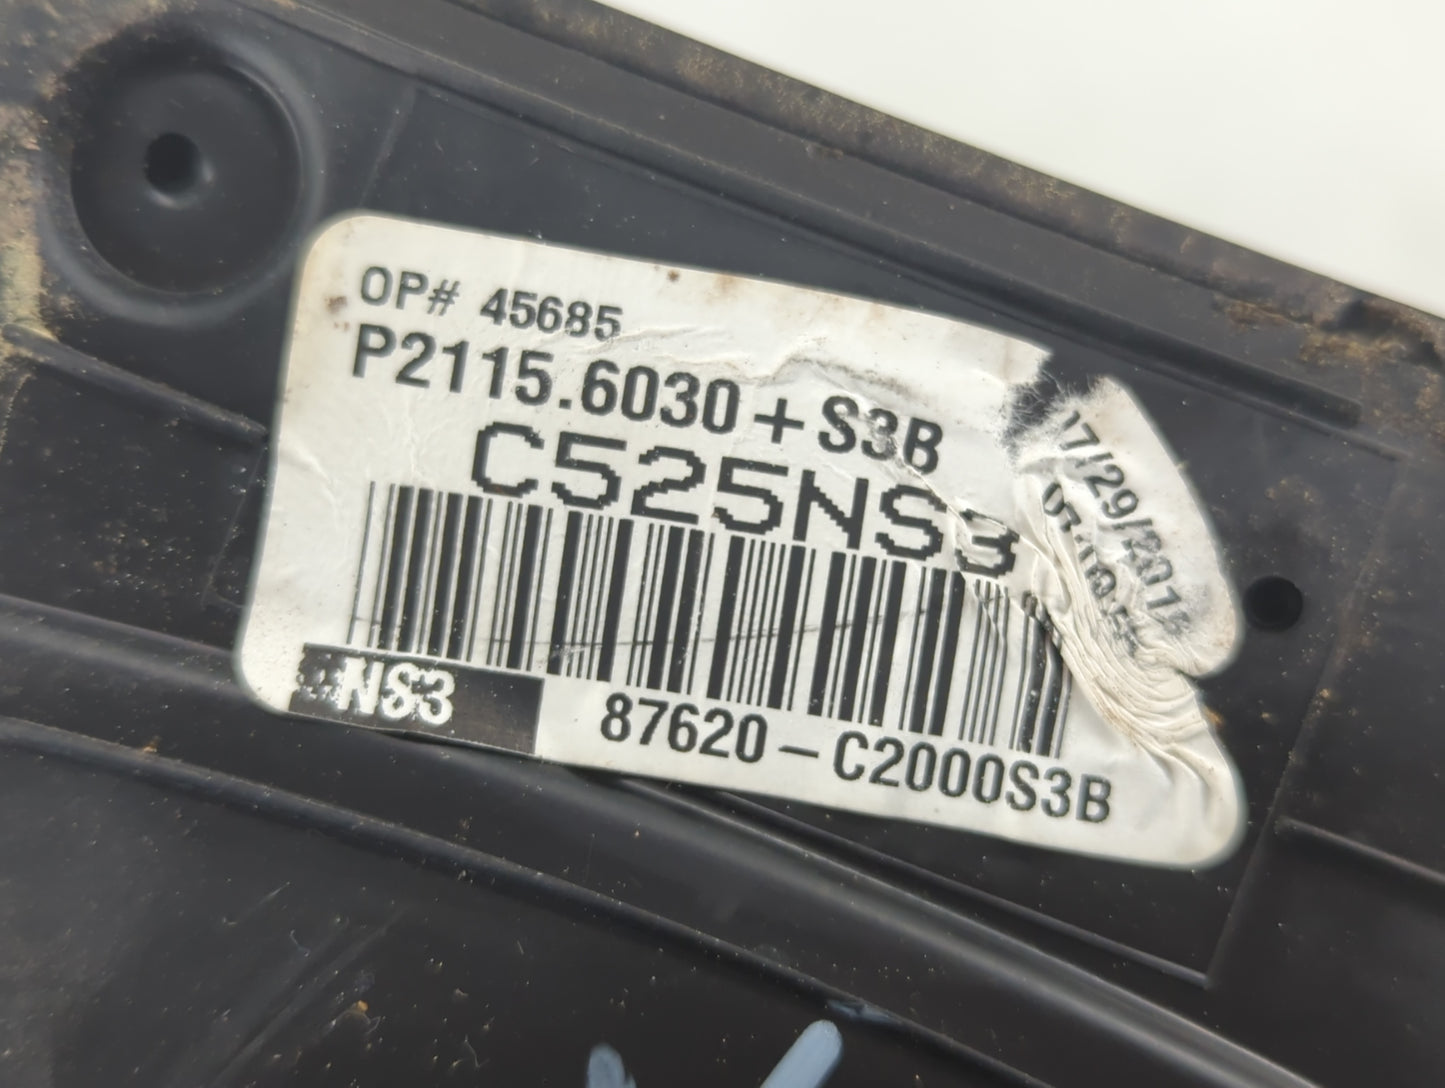 OP# 45685
P2115.6030+S3B
C525NS3
NS3
87620-C2000S3B